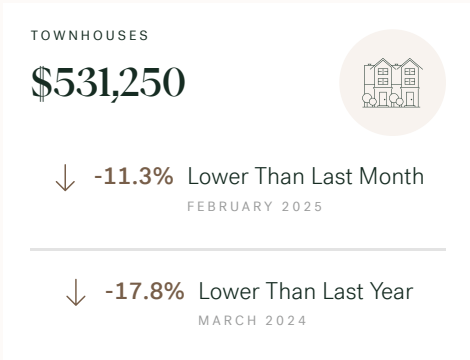 TOWNHOUSES
$531,250
-11.3% Lower Than Last Month
FEBRUARY 2025
-17.8% Lower Than Last Year
MARCH 2024